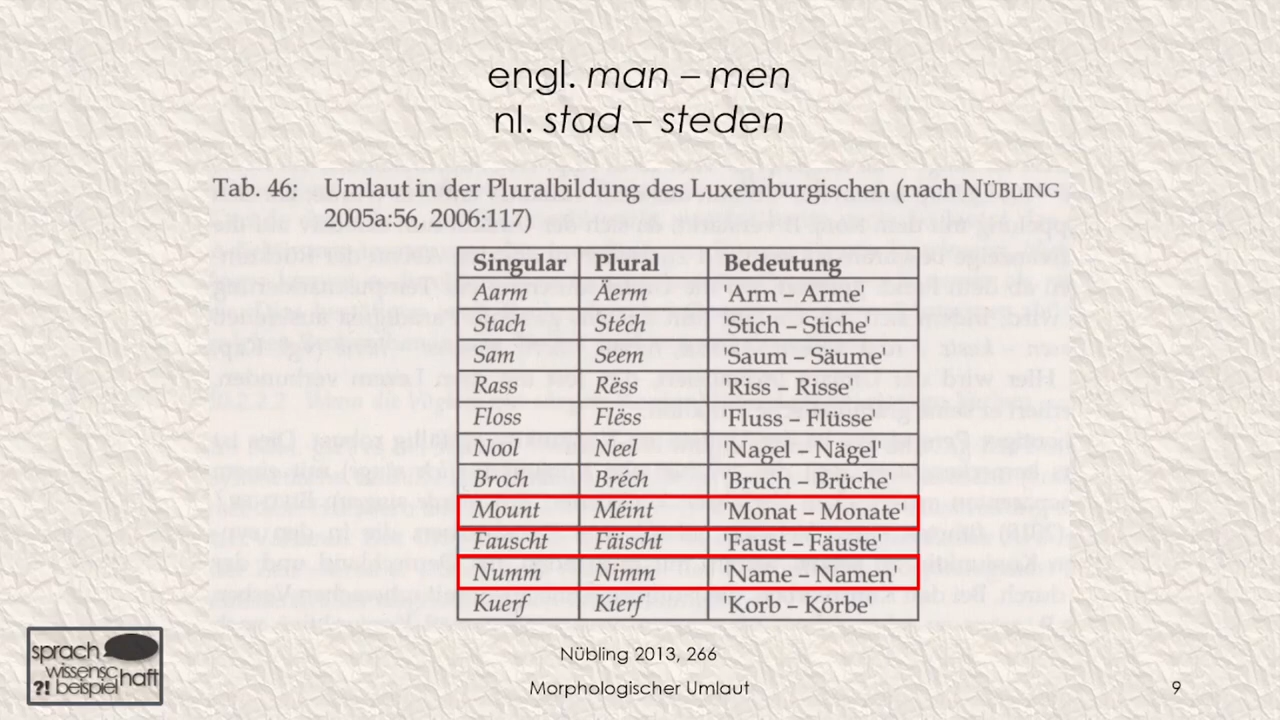 engl. man – men
nl. stad – steden
Tab. 46: Umlaut in der Pluralbildung des Luxemburgischen (nach NÜBLING
2005a:56, 2006:117)
Singular Plural Bedeutung
Aarm Äerm 'Arm – Arme'
Stach Stéch 'Stich – Stiche'
Sam Seem 'Saum – Säume'
Rass Rëss 'Riss – Risse'
Floss Flëss 'Fluss – Flüsse'
Nool Neel 'Nagel – Nägel'
Broch Bréch 'Bruch – Brüche'
Mount Méint 'Monat – Monate'
Fauscht Fäischt 'Faust – Fäuste'
Numm Nimm 'Name – Namen'
Kuerf Kierf 'Korb – Körbe'
Nübling 2013, 266
sprach
wissensc haft
?! beispiel
Morphologischer Umlaut
9